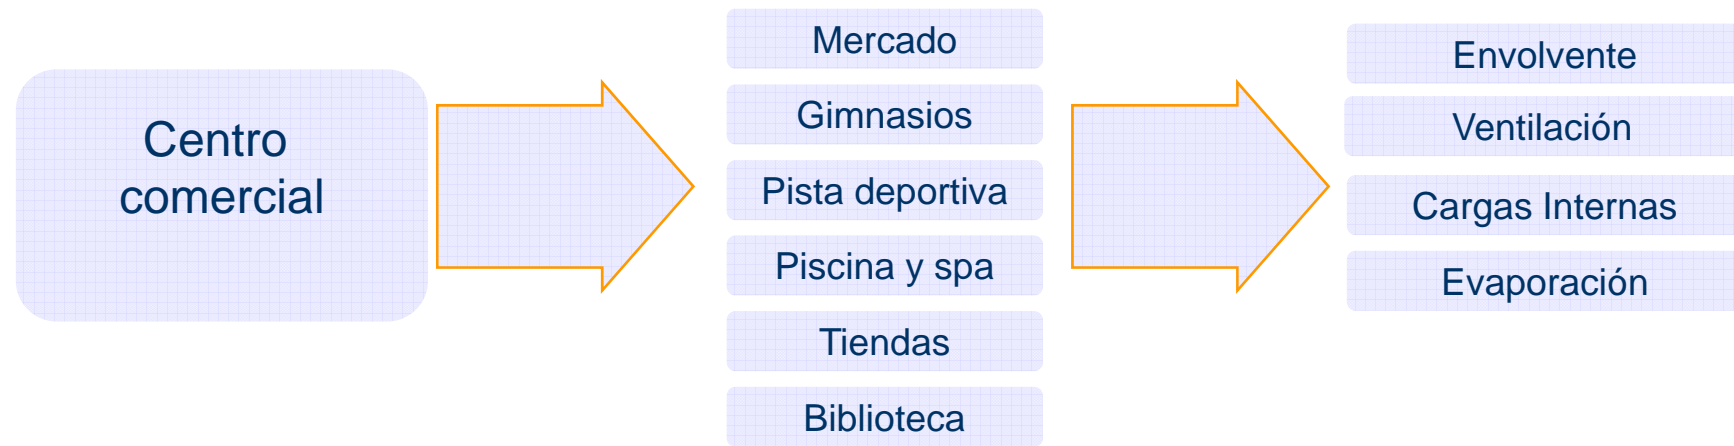 Centro
comercial
Mercado
Gimnasios
Pista deportiva
Piscina y spa
Tiendas
Biblioteca
Envolvente
Ventilación
Cargas Internas
Evaporación